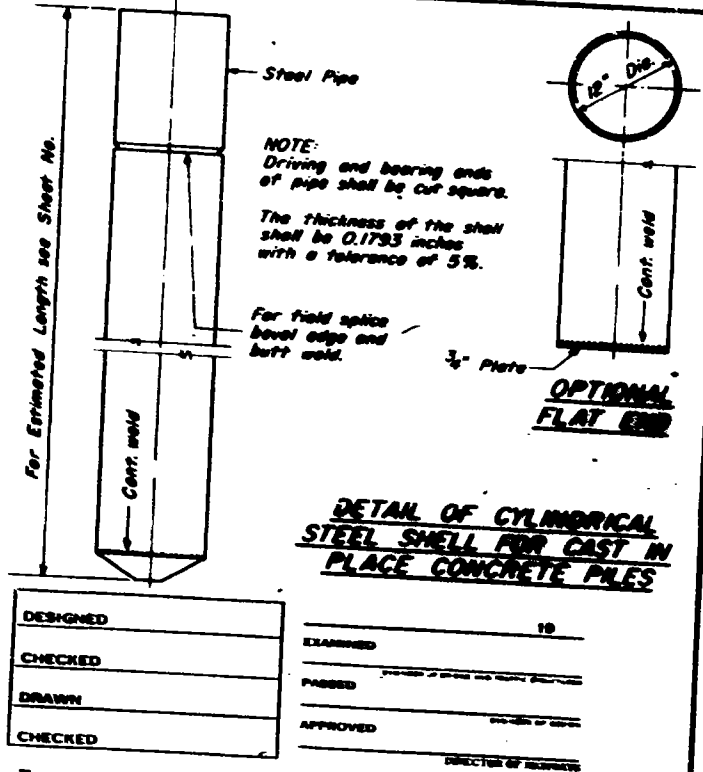 Steel Pipe
12" Dia.
NOTE:
Driving and bearing ends
of pipe shall be cut square.
The thickness of the shell
shall be 0.1793 inches
with a tolerance of 5%.
For Estimated Length see Sheet No.
Cont. weld
For field splice
bevel edge and
butt weld.
3/4" Plate
OPTIONAL
FLAT END
Cont. weld
DETAIL OF CYLINDRICAL
STEEL SHELL FOR CAST IN
PLACE CONCRETE PILES
DESIGNED
CHECKED
DRAWN
CHECKED
19
EXAMINED
PASSED
APPROVED
DIRECTOR OF HIGHWAYS